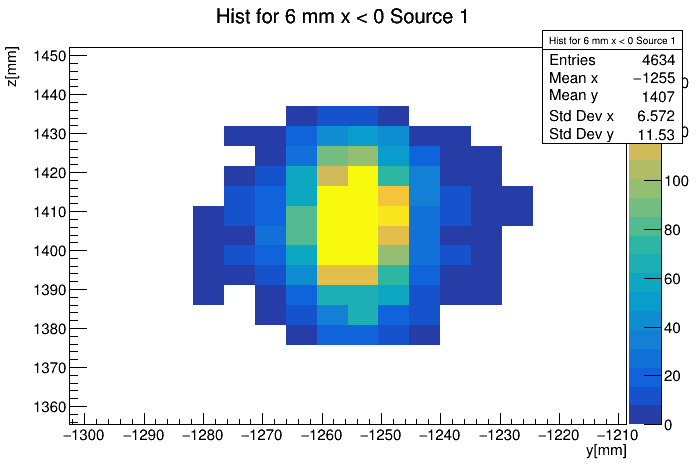 Hist for 6 mm x < 0 Source 1
Hist for 6 mm x < 0 Source 1
Entries 4634
Mean x −1255
Mean y 1407
Std Dev x 6.572
Std Dev y 11.53
z[mm]
1450
1440
1430
1420
1410
1400
1390
1380
1370
1360
−1300 −1290 −1280 −1270 −1260 −1250 −1240 −1230 −1220 −1210
y[mm]
100
80
60
40
20
0